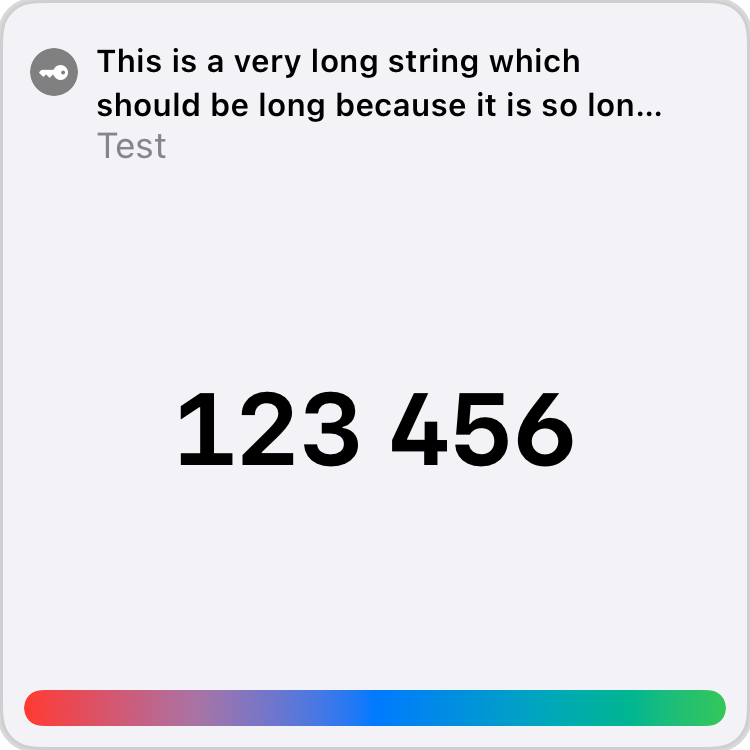 This is a very long string which
should be long because it is so lon...
Test
123 456